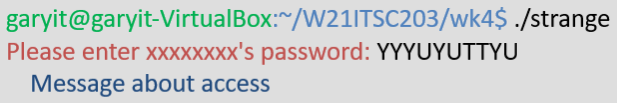 garyit@garyit-VirtualBox:~/W21ITSC203/wk4$ ./strange
Please enter xxxxxxxx's password: YYYUYUTTYU
Message about access